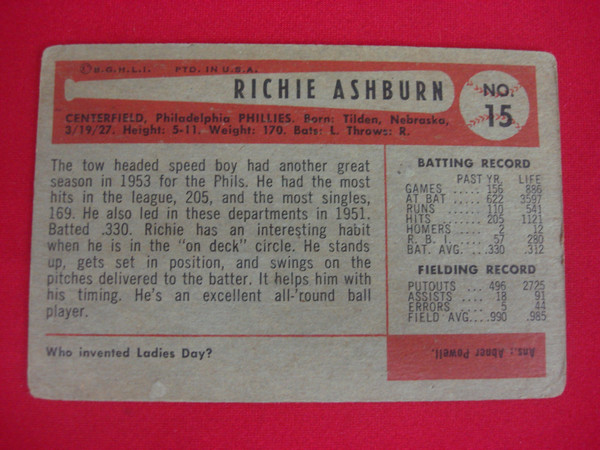 © B.G.H.L.I. PTD. IN U.S.A.
RICHIE ASHBURN
NO. 15
CENTERFIELD, Philadelphia PHILLIES. Born: Tilden, Nebraska,
3/19/27. Height: 5-11. Weight: 170. Bats: L. Throws: R.
The tow headed speed boy had another great
season in 1953 for the Phils. He had the most
hits in the league, 205, and the most singles,
169. He also led in these departments in 1951.
Batted .330. Richie has an interesting habit
when he is in the "on deck" circle. He stands
up, gets set in position, and swings on the
pitches delivered to the batter. It helps him with
his timing. He's an excellent all-'round ball
player.
BATTING RECORD
PAST YR. LIFE
GAMES ..... 156 886
AT BAT ..... 622 3597
RUNS ..... 110 541
HITS ..... 205 1121
HOMERS ..... 2 12
R. B. I. ..... 57 280
BAT. AVG. ...330 .312
FIELDING RECORD
PUTOUTS ... 496 2725
ASSISTS .... 18 91
ERRORS .... 5 44
FIELD AVG.....990 .985
Who invented Ladies Day?
Ans.: Abner Powell.